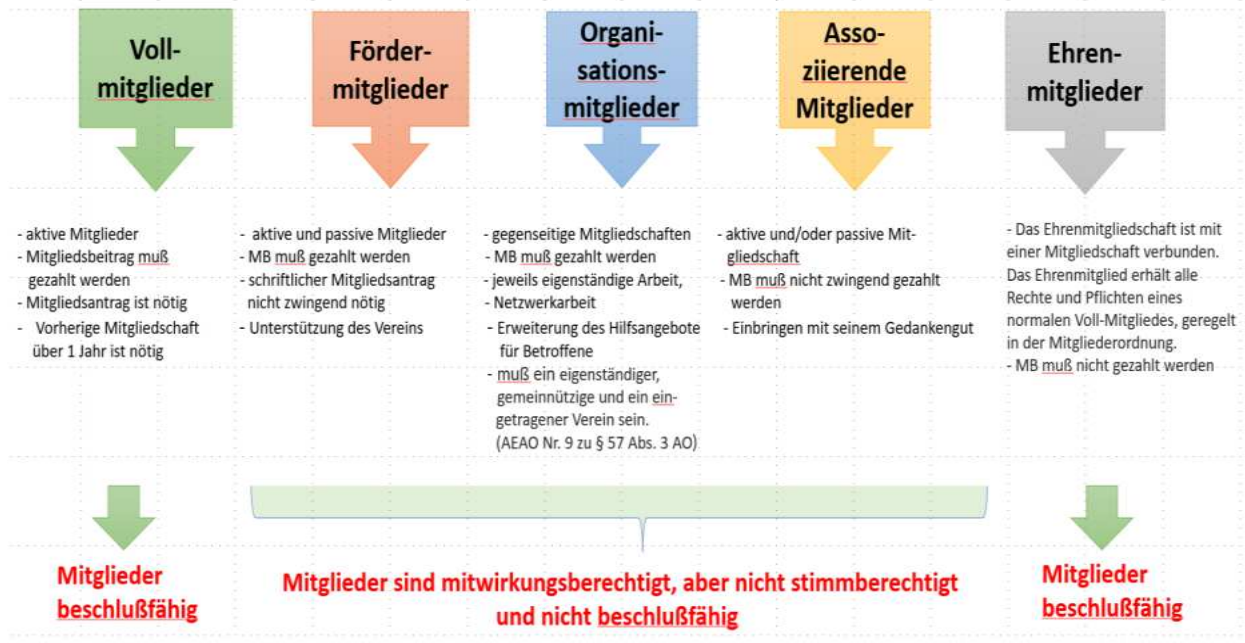 Voll-
mitglieder
Förder-
mitglieder
Organi-
sations-
mitglieder
Asso-
ziierende
Mitglieder
Ehren-
mitglieder
- aktive Mitglieder
- Mitgliedsbeitrag muß
gezahlt werden
- Mitgliedsantrag ist nötig
- Vorherige Mitgliedschaft
über 1 Jahr ist nötig
- aktive und passive Mitglieder
- MB muß gezahlt werden
- schriftlicher Mitgliedsantrag
nicht zwingend nötig
- Unterstützung des Vereins
- gegenseitige Mitgliedschaften
- MB muß gezahlt werden
- jeweils eigenständige Arbeit,
- Netzwerkarbeit
- Erweiterung des Hilfsangebote
für Betroffene
- muß ein eigenständiger,
gemeinnützige und ein ein-
getragener Verein sein.
(AEAO Nr. 9 zu § 57 Abs. 3 AO)
- aktive und/oder passive Mit-
gliedschaft
- MB muß nicht zwingend gezahlt
werden
- Einbringen mit seinem Gedankengut
- Das Ehrenmitgliedschaft ist mit
einer Mitgliedschaft verbunden.
Das Ehrenmitglied erhält alle
Rechte und Pflichten eines
normalen Voll-Mitgliedes, geregelt
in der Mitgliederordnung.
- MB muß nicht gezahlt werden
Mitglieder
beschlußfähig
Mitglieder sind mitwirkungsberechtigt, aber nicht stimmberechtigt
und nicht beschlußfähig
Mitglieder
beschlußfähig